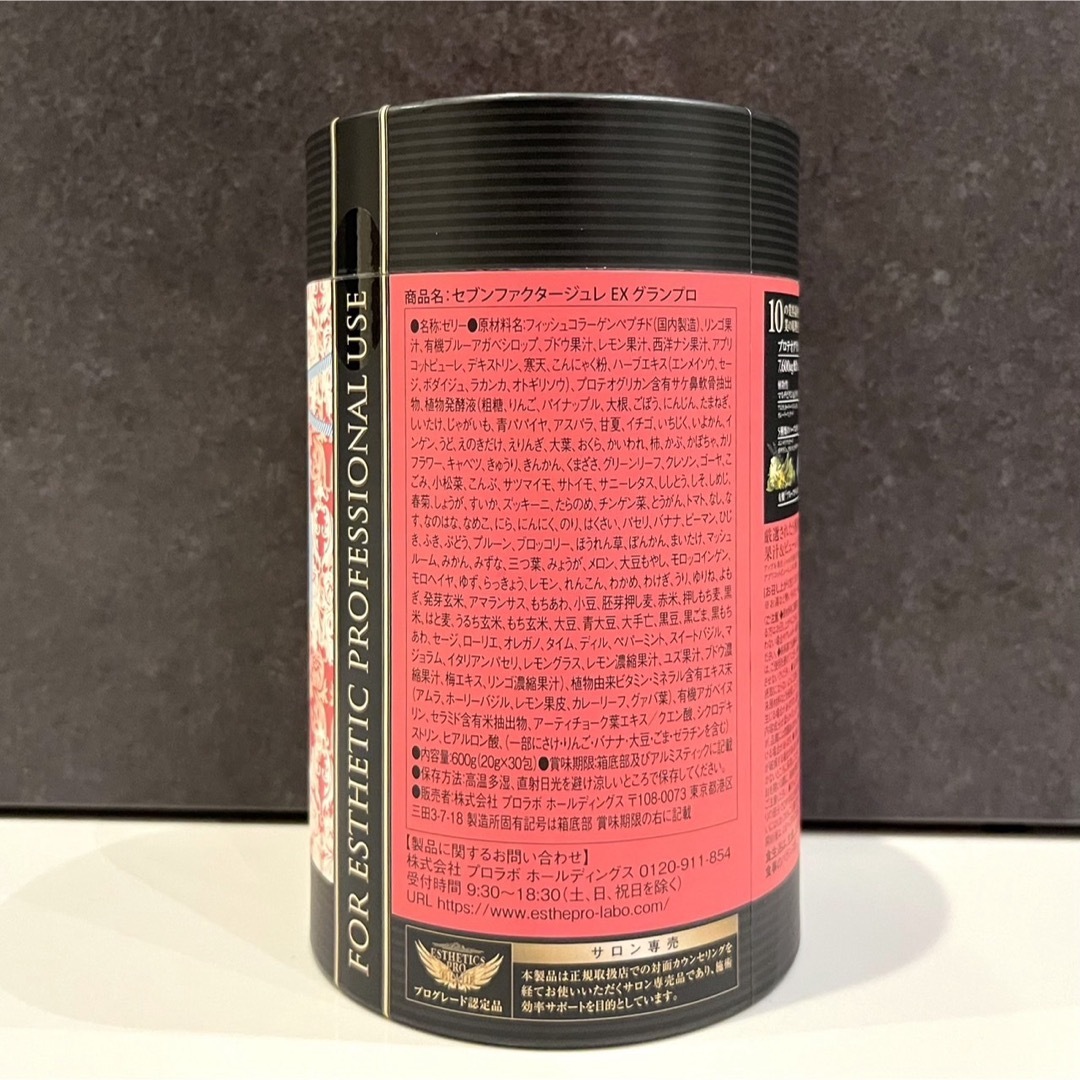 FOR ESTHETIC PROFESSIONAL USE
商品名:セブンファクタージュレ EX グランプロ
●名称:ゼリー●原材料名:フィッシュコラーゲンペプチド(国内製造)、リンゴ果
汁、有機ブルーアガベシロップ、ブドウ果汁、レモン果汁、西洋ナシ果汁、アプリ
コットピューレ、デキストリン、寒天、こんにゃく粉、ハーブエキス(エンメイソウ、セー
ジ、ボダイジュ、ラカンカ、オトギリソウ)、プロテオグリカン含有サケ鼻軟骨抽出
物、植物発酵液(粗糖、りんご、パイナップル、大根、ごぼう、にんじん、たまねぎ、
しいたけ、じゃがいも、青パパイヤ、アスパラ、甘夏、イチゴ、いちじく、いよかん、イ
ンゲン、うど、えのきだけ、えりんぎ、大葉、おくら、かいわれ、柿、かぶ、かぼちゃ、カリ
フラワー、キャベツ、きゅうり、きんかん、くまざさ、グリーンリーフ、クレソン、ゴーヤ、こ
ごみ、小松菜、こんぶ、サツマイモ、サトイモ、サニーレタス、ししとう、しそ、しめじ、
春菊、しょうが、すいか、ズッキーニ、たらのめ、チンゲン菜、とうがん、トマト、なし、な
す、なのはな、なめこ、にら、にんにく、のり、はくさい、パセリ、バナナ、ピーマン、ひじ
き、ふき、ぶどう、プルーン、ブロッコリー、ほうれん草、ぽんかん、まいたけ、マッシュ
ルーム、みかん、みずな、三つ葉、みょうが、メロン、大豆もやし、モロッコインゲン、
モロヘイヤ、ゆず、らっきょう、レモン、れんこん、わかめ、わけぎ、うり、ゆりね、よも
ぎ、発芽玄米、アマランサス、もちあわ、小豆、胚芽押し麦、赤米、押しもち麦、黒
米、はと麦、うるち玄米、もち玄米、大豆、青大豆、大手亡、黒豆、黒ごま、黒もち
あわ、セージ、ローリエ、オレガノ、タイム、ディル、ペパーミント、スイートバジル、マ
ジョラム、イタリアンパセリ、レモングラス、レモン濃縮果汁、ユズ果汁、ブドウ濃
縮果汁、梅エキス、リンゴ濃縮果汁)、植物由来ビタミン・ミネラル含有エキス末
(アムラ、ホーリーバジル、レモン果皮、カレーリーフ、グァバ葉)、有機アガベイヌ
リン、セラミド含有米抽出物、アーティチョーク葉エキス/クエン酸、シクロデキ
ストリン、ヒアルロン酸、(一部にさけ・りんご・バナナ・大豆・ごま・ゼラチンを含む)
●内容量:600g(20g×30包)●賞味期限:箱底部及びアルミスティックに記載
●保存方法:高温多湿、直射日光を避け涼しいところで保存してください。
●販売者:株式会社 プロラボ ホールディングス 〒108-0073 東京都港区
三田3-7-18 製造所固有記号は箱底部 賞味期限の右に記載
【製品に関するお問い合わせ】
株式会社 プロラボ ホールディングス 0120-911-854
受付時間 9:30〜18:30(土、日、祝日を除く)
URL https://www.esthepro-labo.com/
ESTHETICS
PRO
プログレード認定品
サロン専売
本製品は正規取扱店での対面カウンセリングを
経てお使いいただくサロン専売品であり、施術
効率サポートを目的としています。